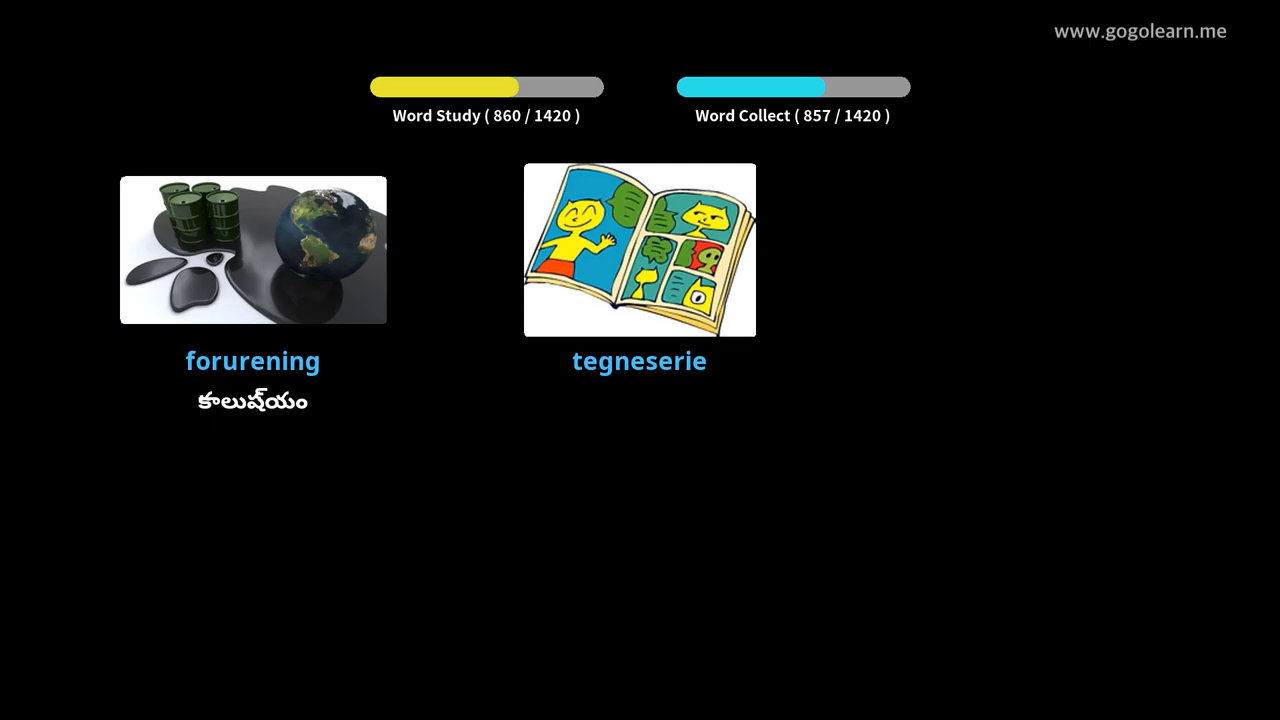 www.gogolearn.me
Word Study ( 860 / 1420 )
Word Collect ( 857 / 1420 )
forurening
tegneserie
కాలుష్యం